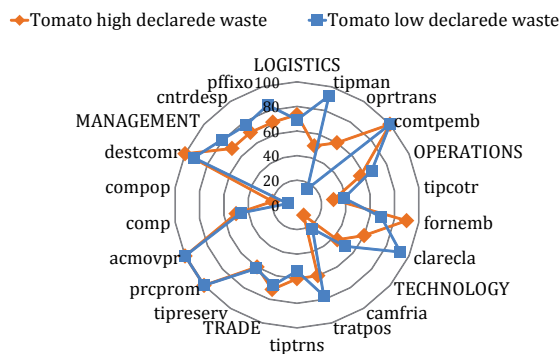 Tomato high declarede waste Tomato low declarede waste
LOGISTICS
pffixo 100 tipman
cntrdesp 80 oprtrans
MANAGEMENT 60 comtpemb
destcomr 40 OPERATIONS
compop 20 tipcotr
comp 0 fornemb
acmovpr clarecla
prcprom TECHNOLOGY
tipreserv camfria
TRADE tratpos
tiptrns